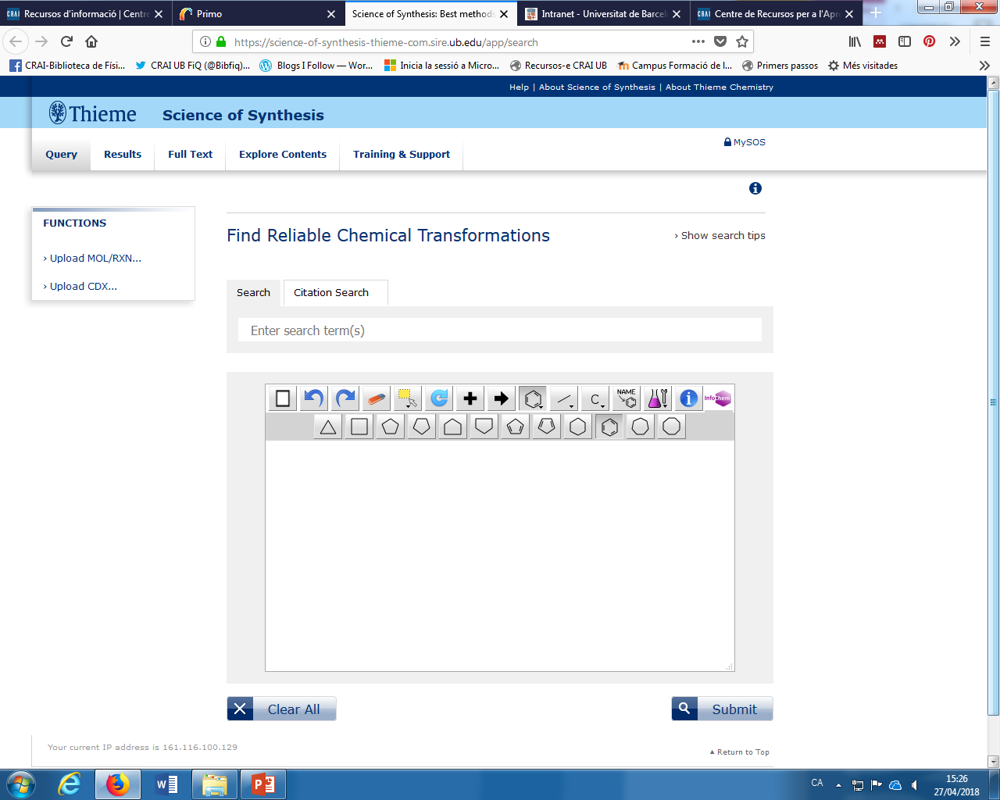 Recursos d'informació | Centre
Primo
Science of Synthesis: Best methods
Intranet - Universitat de Barcel
Centre de Recursos per a l'Apre
https://science-of-synthesis-thieme-com.sire.ub.edu/app/search
CRAI-Biblioteca de Físi...
CRAI UB FiQ (@Bibfiq)...
Blogs I Follow — Wor...
Inicia la sessió a Micro...
Recursos-e CRAI UB
Campus Formació de l...
Primers passos
Més visitades
Help | About Science of Synthesis | About Thieme Chemistry
Thieme
Science of Synthesis
Query
Results
Full Text
Explore Contents
Training & Support
MySOS
FUNCTIONS
› Upload MOL/RXN...
› Upload CDX...
Find Reliable Chemical Transformations
› Show search tips
Search
Citation Search
Enter search term(s)
C
NAME
InfoChem
Clear All
Submit
Your current IP address is 161.116.100.129
Return to Top
CA
15:26
27/04/2018